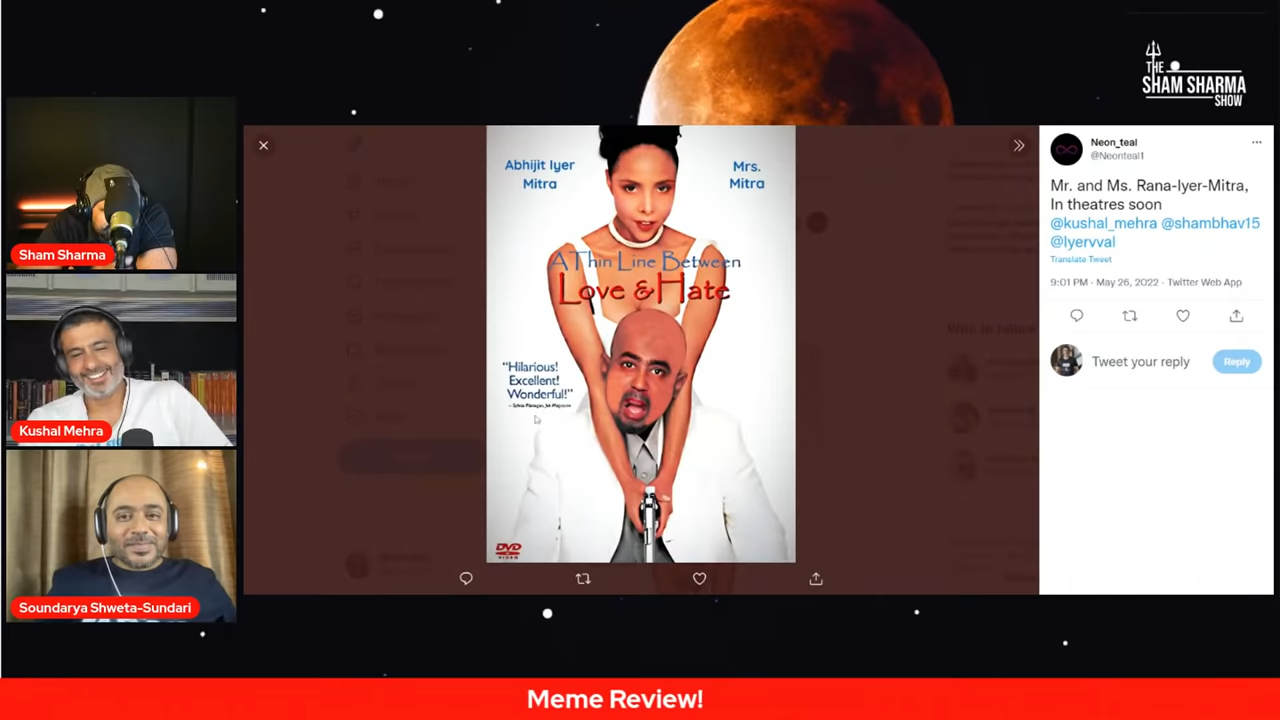 THE
SHAM SHARMA
SHOW
Sham Sharma
Kushal Mehra
Soundarya Shweta-Sundari
Abhijit Iyer
Mitra
Mrs.
Mitra
A Thin Line Between
Love & Hate
"Hilarious!
Excellent!
Wonderful!"
DVD
VIDEO
Neon_teal
@Neonteal1
Mr. and Ms. Rana-Iyer-Mitra,
In theatres soon
@kushal_mehra @shambhav15
@Iyervval
Translate Tweet
9:01 PM · May 26, 2022 · Twitter Web App
Tweet your reply
Reply
Meme Review!